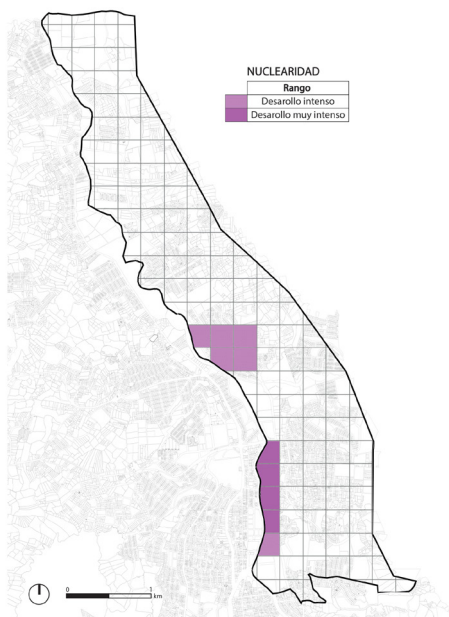 NUCLEARIDAD
Rango
Desarollo intenso
Desarollo muy intenso
0 1
km